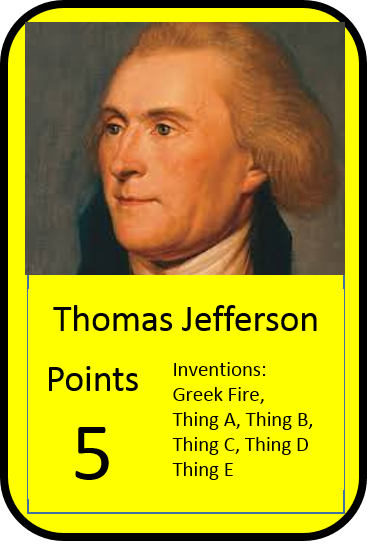 Thomas Jefferson
Points
5
Inventions:
Greek Fire,
Thing A, Thing B,
Thing C, Thing D
Thing E